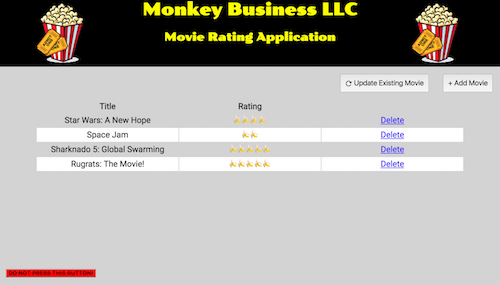 Monkey Business LLC
Movie Rating Application
Update Existing Movie + Add Movie
Title Rating
Star Wars: A New Hope Delete
Space Jam Delete
Sharknado 5: Global Swarming Delete
Rugrats: The Movie! Delete
DO NOT PRESS THIS BUTTON!